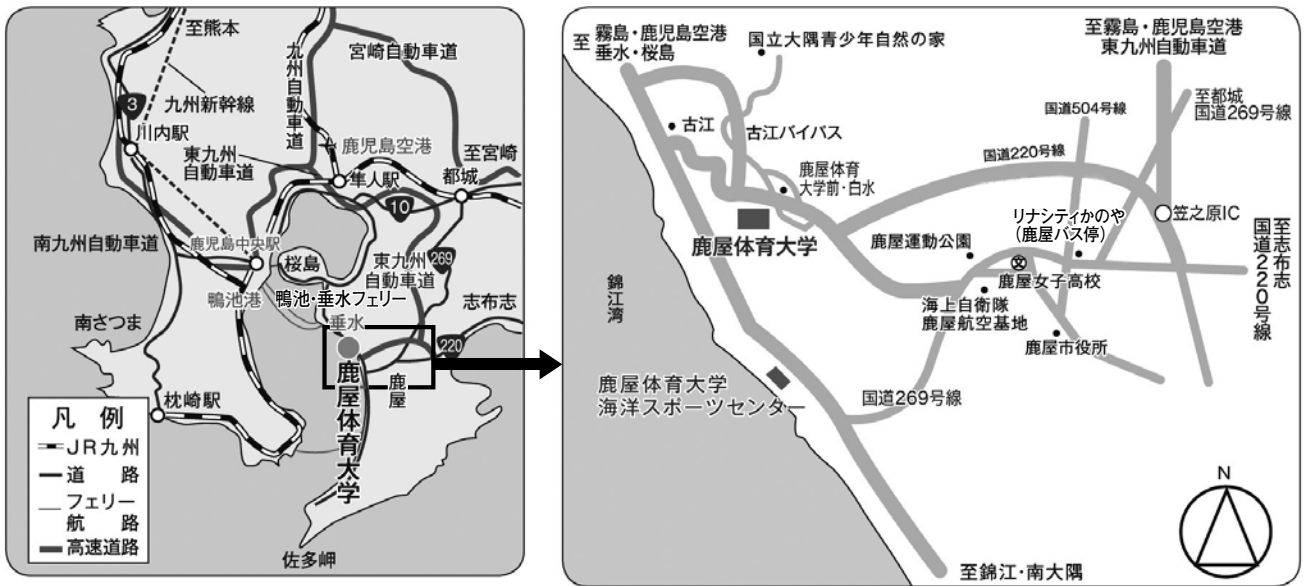 至熊本
九州自動車道
宮崎自動車道
3
九州新幹線
川内駅
東九州
自動車道
鹿児島空港
隼人駅
至宮崎
都城
10
南九州自動車道
鹿児島中央駅
桜島
東九州
自動車道
269
鴨池港
鴨池・垂水フェリー
志布志
南さつま
垂水
220
鹿屋
鹿屋体育大学
枕崎駅
佐多岬
凡 例
JR九州
道 路
フェリー
航 路
高速道路
至 霧島・鹿児島空港
垂水・桜島
国立大隅青少年自然の家
至霧島・鹿児島空港
東九州自動車道
至都城
国道269号線
国道504号線
古江
古江バイパス
国道220号線
鹿屋体育
大学前・白水
鹿屋体育大学
リナシティかのや
(鹿屋バス停)
笠之原IC
至志布志
国道220号線
鹿屋運動公園
文
鹿屋女子高校
海上自衛隊
鹿屋航空基地
鹿屋市役所
錦江湾
鹿屋体育大学
海洋スポーツセンター
国道269号線
N
至錦江・南大隅